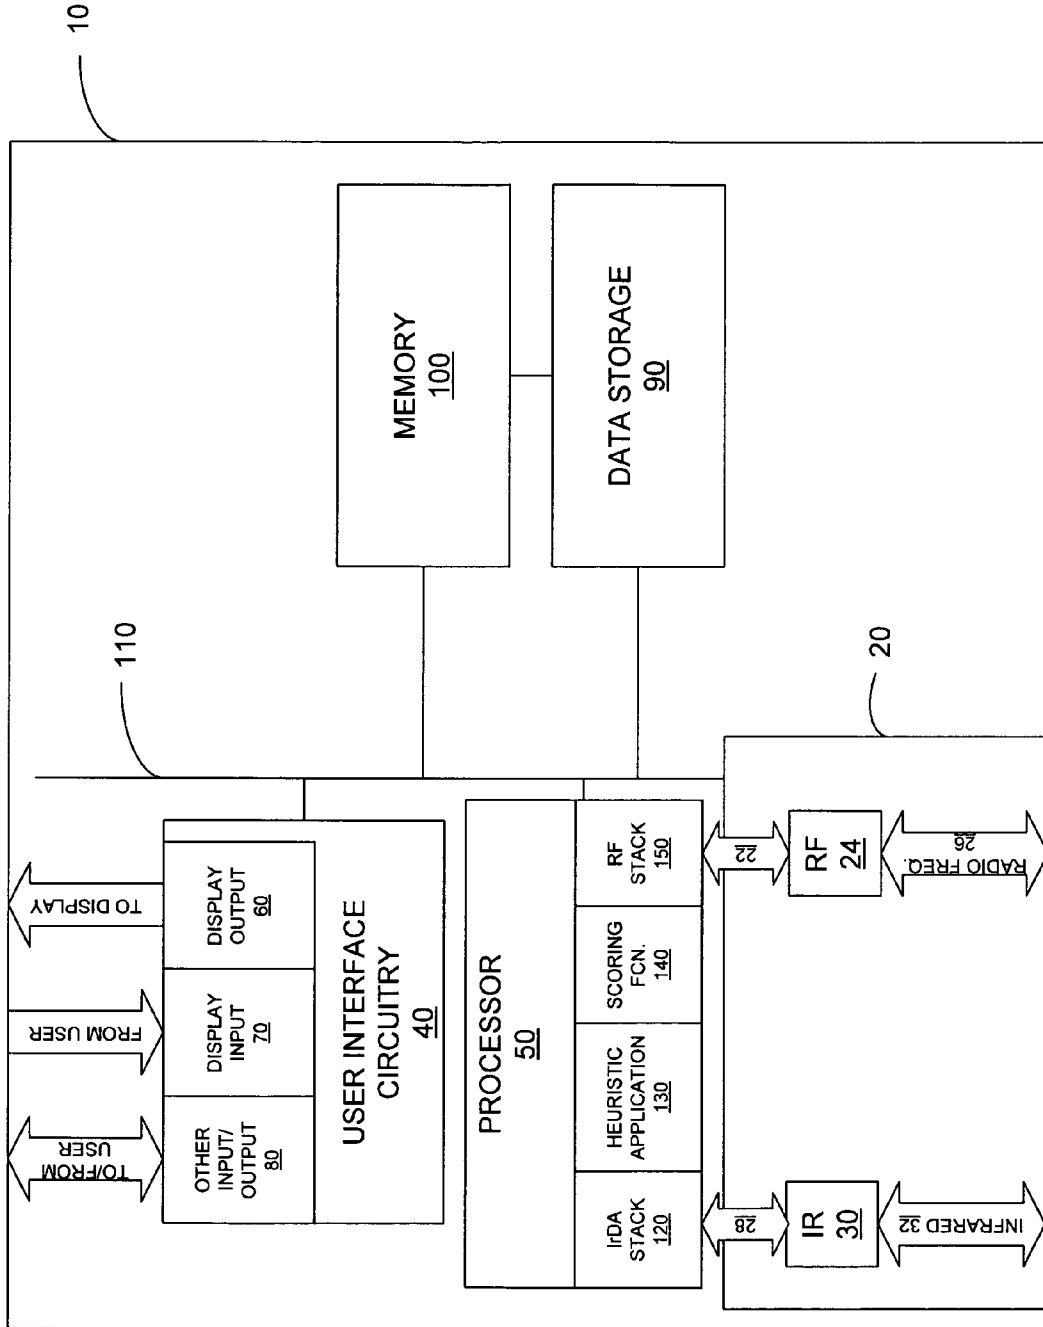 10
MEMORY
100
DATA STORAGE
90
110
20
TO DISPLAY
FROM USER
TO/FROM
USER
DISPLAY
OUTPUT
60
DISPLAY
INPUT
70
OTHER
INPUT/
OUTPUT
80
USER INTERFACE
CIRCUITRY
40
PROCESSOR
50
RF
STACK
150
SCORING
FCN.
140
HEURISTIC
APPLICATION
130
IrDA
STACK
120
22
28
RF
24
IR
30
26
RADIO FREQ.
INFRARED 32